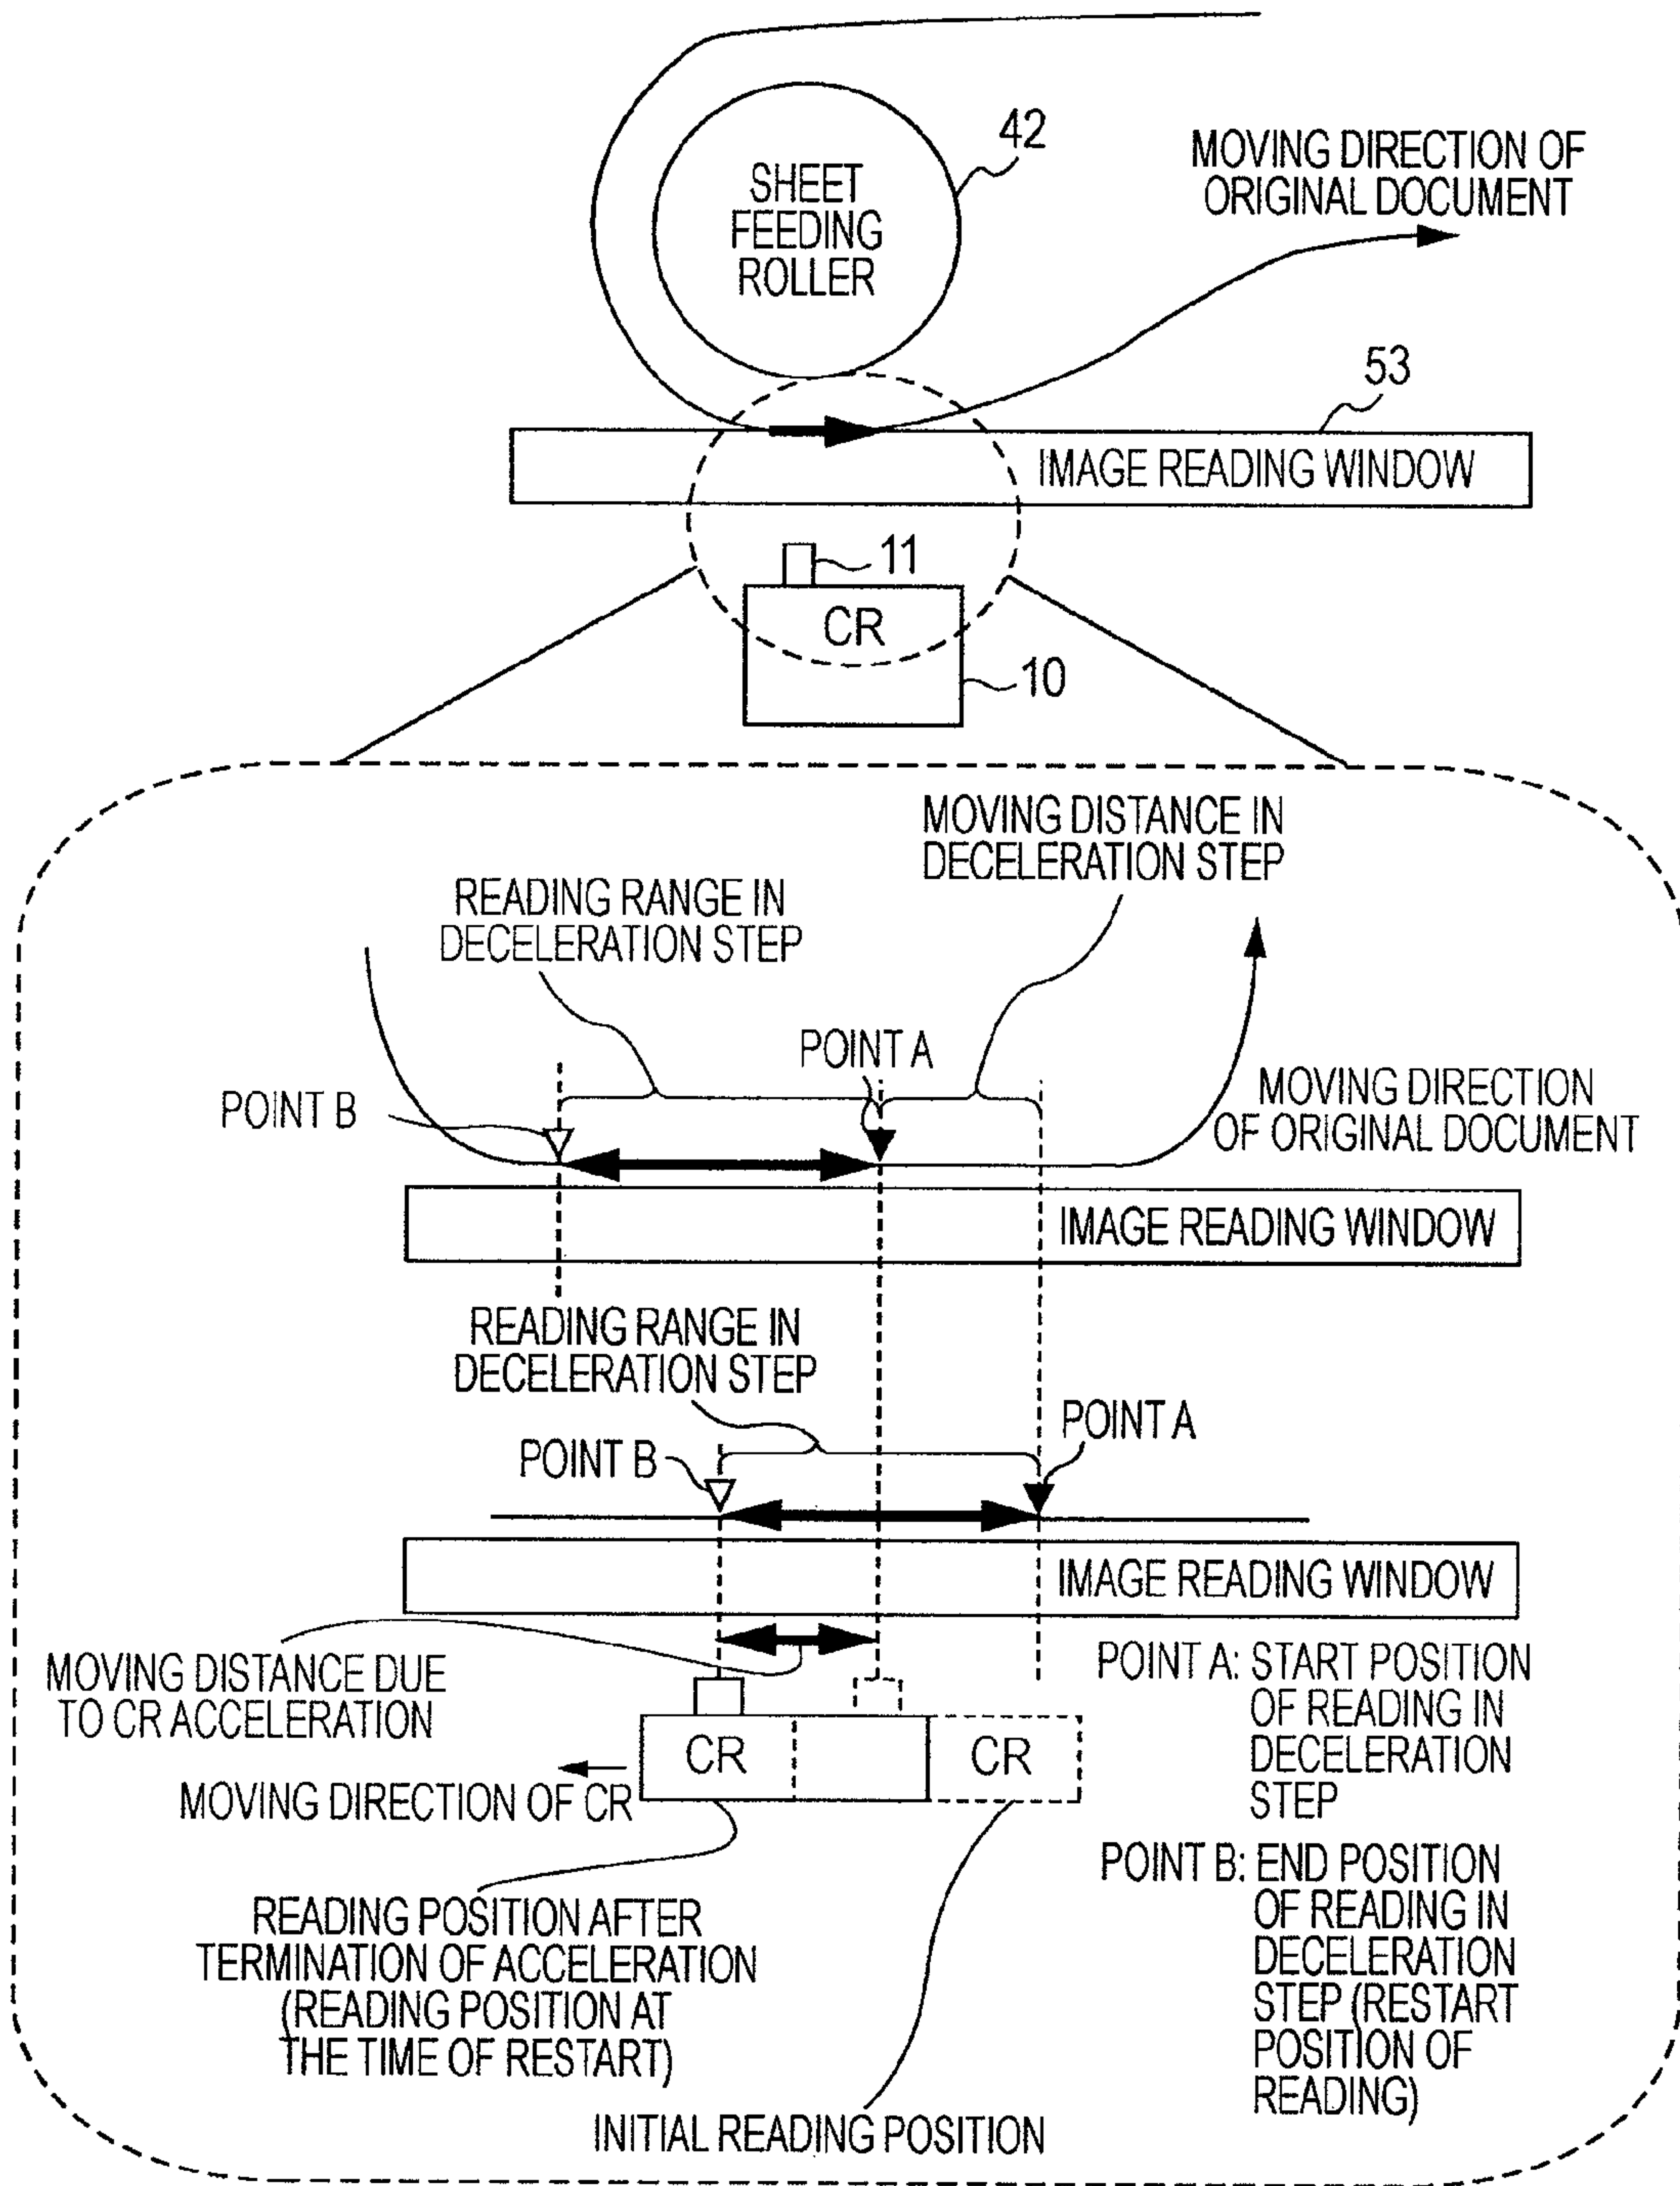 42
SHEET
FEEDING
ROLLER
MOVING DIRECTION OF
ORIGINAL DOCUMENT
53
IMAGE READING WINDOW
11
CR
10
MOVING DISTANCE IN
DECELERATION STEP
READING RANGE IN
DECELERATION STEP
POINT A
POINT B
MOVING DIRECTION
OF ORIGINAL DOCUMENT
IMAGE READING WINDOW
READING RANGE IN
DECELERATION STEP
POINT A
POINT B
IMAGE READING WINDOW
MOVING DISTANCE DUE
TO CR ACCELERATION
CR
CR
MOVING DIRECTION OF CR
POINT A: START POSITION
OF READING IN
DECELERATION
STEP
POINT B: END POSITION
OF READING IN
DECELERATION
STEP (RESTART
POSITION OF
READING)
READING POSITION AFTER
TERMINATION OF ACCELERATION
(READING POSITION AT
THE TIME OF RESTART)
INITIAL READING POSITION